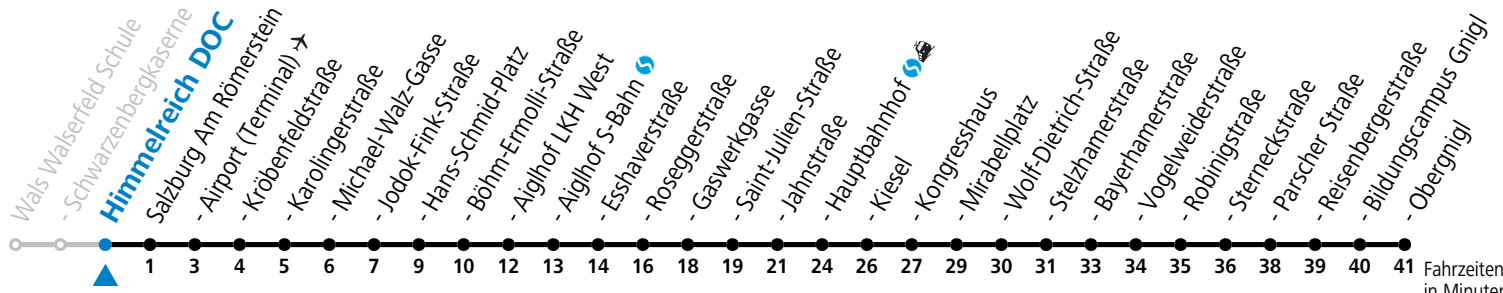 Wals Walserfeld Schule
- Schwarzenbergkaserne
Himmelreich DOC
Salzburg Am Römerstein
- Airport (Terminal)
- Kröbenfeldstraße
- Karolingerstraße
- Michael-Walz-Gasse
- Jodok-Fink-Straße
- Hans-Schmid-Platz
- Böhm-Ermolli-Straße
- Aiglhof LKH West
- Aiglhof S-Bahn
- Esshaverstraße
- Roseggerstraße
- Gaswerkgasse
- Saint-Julien-Straße
- Jahnstraße
- Hauptbahnhof
- Kiesel
- Kongresshaus
- Mirabellplatz
- Wolf-Dietrich-Straße
- Stelzhamerstraße
- Bayerhamerstraße
- Vogelweiderstraße
- Robinigstraße
- Sterneckstraße
- Parscher Straße
- Reisenbergerstraße
- Bildungscampus Gnigl
- Obergnigl
1 3 4 5 6 7 9 10 12 13 14 16 18 19 21 24 26 27 29 30 31 33 34 35 36 38 39 40 41 Fahrzeiten
in Minuten